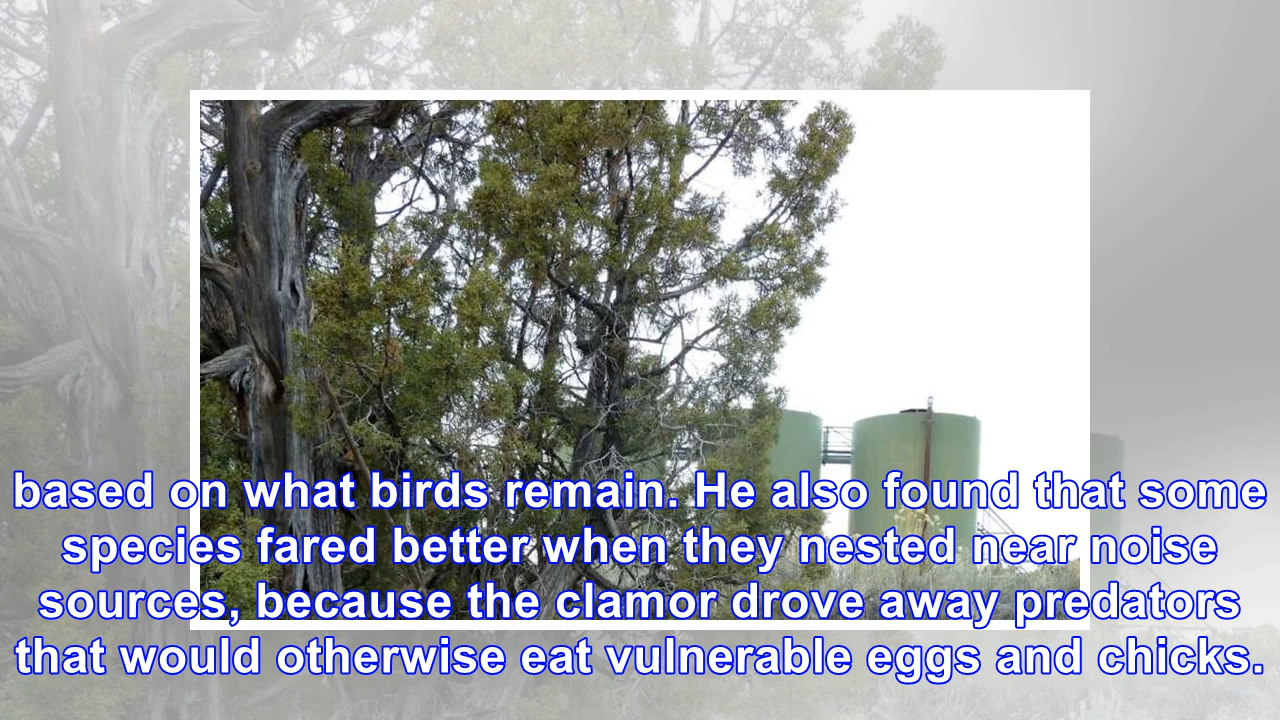 based on what birds remain. He also found that some
species fared better when they nested near noise
sources, because the clamor drove away predators
that would otherwise eat vulnerable eggs and chicks.